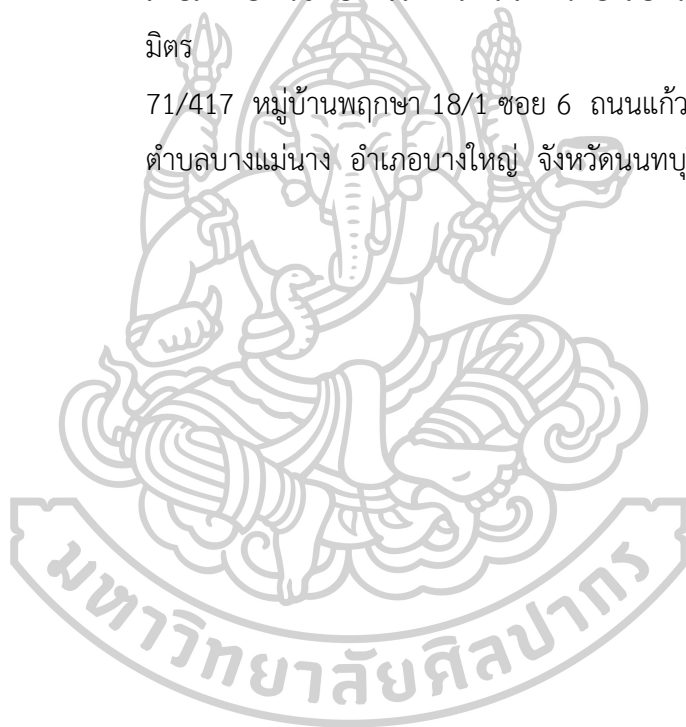 มิตร
71/417 หมู่บ้านพฤกษา 18/1 ซอย 6 ถนนแก้ว
ตำบลบางแม่นาง อำเภอบางใหญ่ จังหวัดนนทบุ
มหาวิทยาลัยศิลปากร